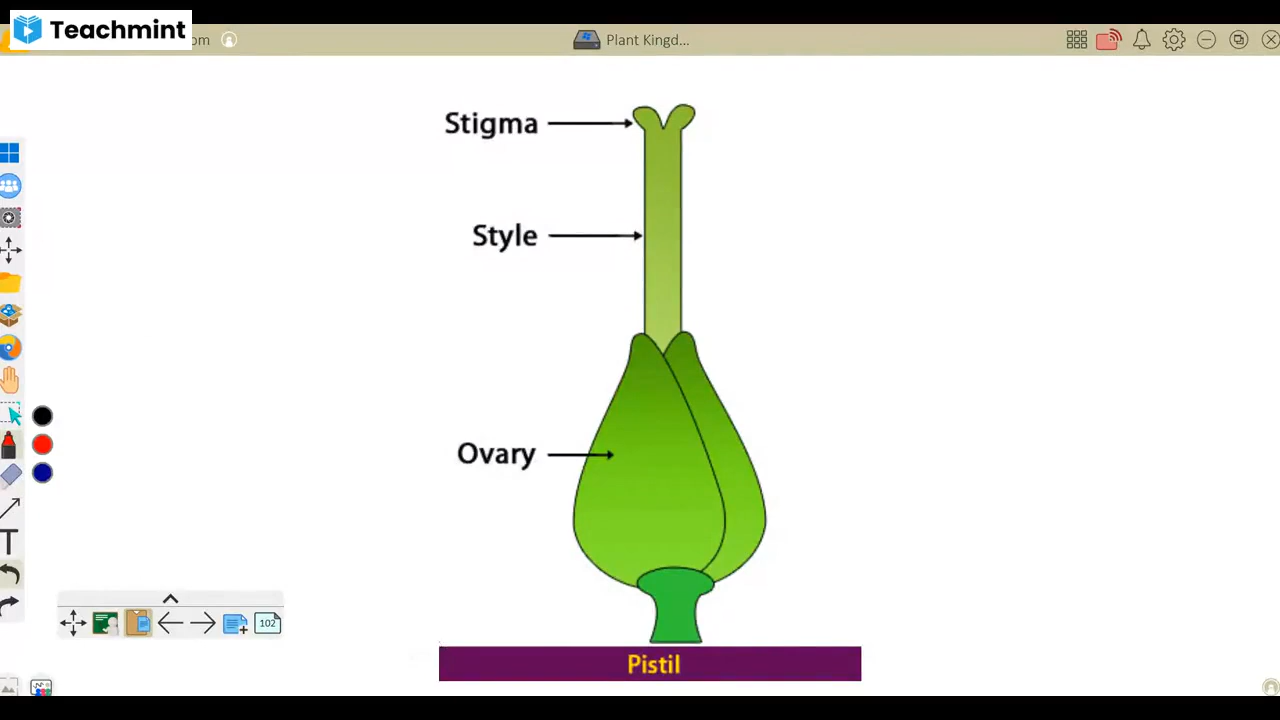 Teachmint
om
Plant Kingd...
Stigma
Style
Ovary
T
102
Pistil